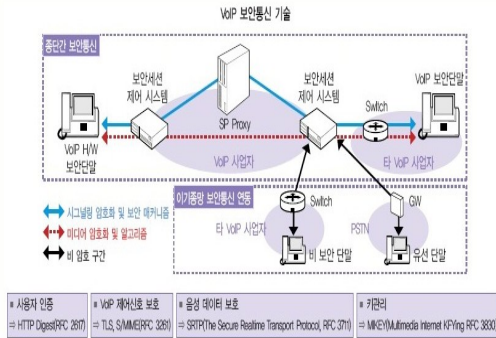 VoIP 보안통신 기술
종단간 보안통신
보안세션
제어 시스템
SP Proxy
보안세션
제어 시스템
Switch
VoIP 보안단말
VoIP H/W
보안단말
VoIP 사업자
타 VoIP 사업자
이기종망 보안통신 연동
Switch
GW
타 VoIP 사업자
PSTN
비 보안 단말
유선 단말
시그널링 암호화 및 보안 매커니즘
미디어 암호화 및 알고리즘
비 암호 구간
■ 사용자 인증
⇒ HTTP Digest(RFC 2617)
■ VoIP 제어신호 보호
⇒ TLS, S/MIME(RFC 3261)
■ 음성 데이터 보호
⇒ SRTP(The Secure Realtime Transport Protocol, RFC 3711)
■ 키관리
⇒ MIKEY(Multimedia Internet KEYing RFC 3830)